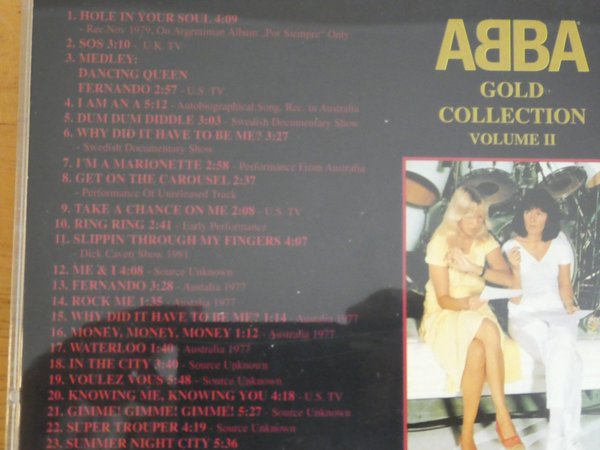 1. HOLE IN YOUR SOUL 4:09
- Rec.Nov 1979, On Argentinian Album „Por Siempre“ Only
2. SOS 3:10 - U.K. TV
3. MEDLEY:
DANCING QUEEN
FERNANDO 2:57 - U.S. TV
4. I AM AN A 5:12 - Autobiographical Song, Rec. in Australia
5. DUM DUM DIDDLE 3:03 - Swedish Documentary Show
6. WHY DID IT HAVE TO BE ME? 3:27
- Swedish Documentary Show
7. I'M A MARIONETTE 2:58 - Performance From Australia
8. GET ON THE CAROUSEL 2:37
- Performance Of Unreleased Track
9. TAKE A CHANCE ON ME 2:08 - U.S. TV
10. RING RING 2:41 - Early Performance
11. SLIPPIN THROUGH MY FINGERS 4:07
- Dick Cavett Show 1981
12. ME & I 4:08 - Source Unknown
13. FERNANDO 3:28 - Australia 1977
14. ROCK ME 1:35 - Australia 1977
15. WHY DID IT HAVE TO BE ME? 1:14 - Australia 1977
16. MONEY, MONEY, MONEY 1:12 - Australia 1977
17. WATERLOO 1:40 - Australia 1977
18. IN THE CITY 3:40 - Source Unknown
19. VOULEZ VOUS 5:48 - Source Unknown
20. KNOWING ME, KNOWING YOU 4:18 - U.S. TV
21. GIMME! GIMME! GIMME! 5:27 - Source Unknown
22. SUPER TROUPER 4:19 - Source Unknown
23. SUMMER NIGHT CITY 5:36
ABBA
GOLD
COLLECTION
VOLUME II